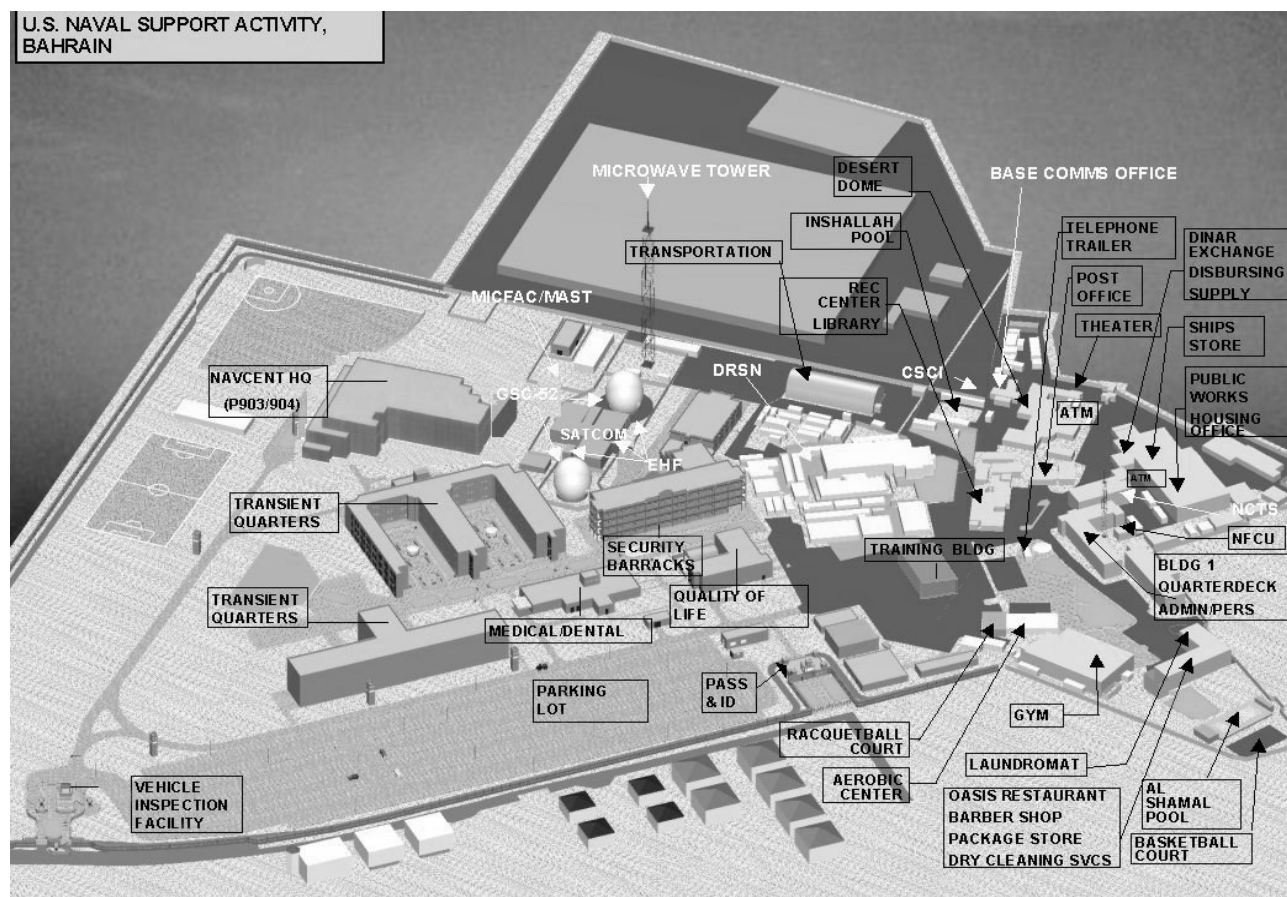 U.S. NAVAL SUPPORT ACTIVITY,
BAHRAIN
MICROWAVE TOWER
DESERT
DOME
BASE COMMS OFFICE
INSHALLAH
POOL
TELEPHONE
TRAILER
DINAR
EXCHANGE
DISBURSING
SUPPLY
TRANSPORTATION
POST
OFFICE
MICFAC/MAST
REC
CENTER
LIBRARY
THEATER
SHIPS
STORE
NAVCENT HQ
(P903/904)
GSC-52
DRSN
CSCI
ATM
PUBLIC
WORKS
HOUSING
OFFICE
SATCOM
EHF
ATM
TRANSIENT
QUARTERS
NCTS
SECURITY
BARRACKS
TRAINING BLDG
NFCU
BLDG 1
QUARTERDECK
ADMIN/PERS
TRANSIENT
QUARTERS
QUALITY OF
LIFE
MEDICAL/DENTAL
PARKING
LOT
PASS
& ID
GYM
RACQUETBALL
COURT
LAUNDROMAT
AEROBIC
CENTER
VEHICLE
INSPECTION
FACILITY
OASIS RESTAURANT
BARBER SHOP
PACKAGE STORE
DRY CLEANING SVCS
AL
SHAMAL
POOL
BASKETBALL
COURT